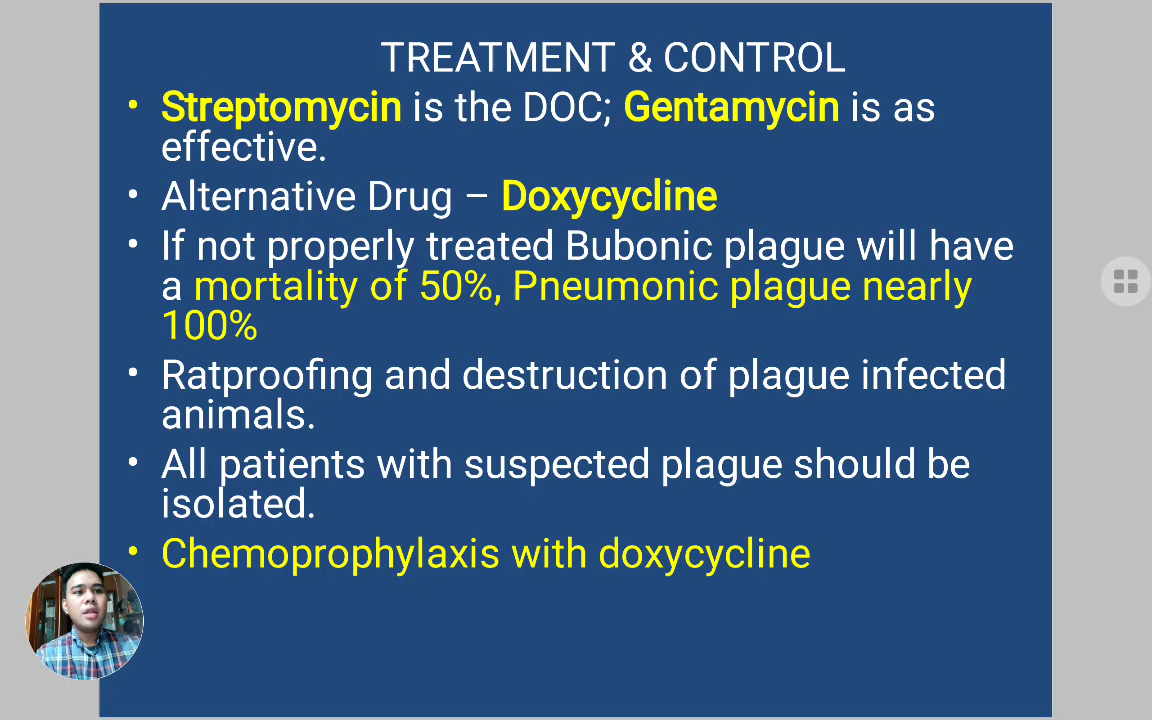 TREATMENT & CONTROL
• Streptomycin is the DOC; Gentamycin is as
effective.
• Alternative Drug – Doxycycline
• If not properly treated Bubonic plague will have
a mortality of 50%, Pneumonic plague nearly
100%
• Ratproofing and destruction of plague infected
animals.
• All patients with suspected plague should be
isolated.
• Chemoprophylaxis with doxycycline